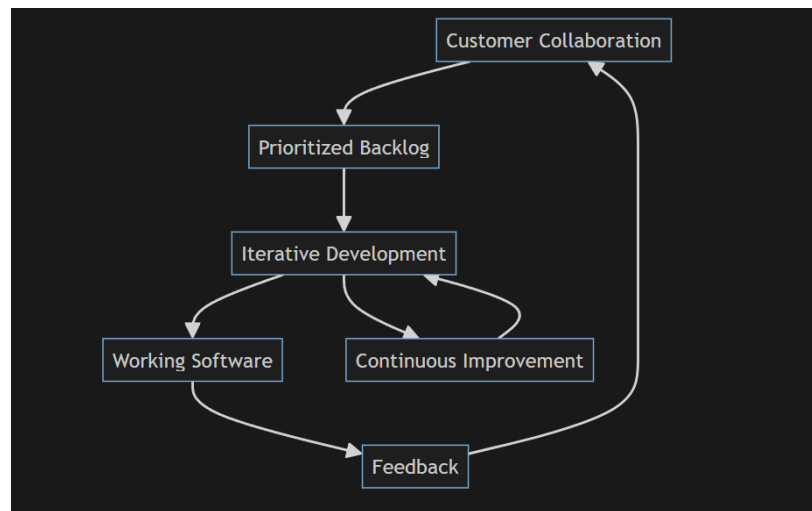 Customer Collaboration
Prioritized Backlog
Iterative Development
Working Software
Continuous Improvement
Feedback